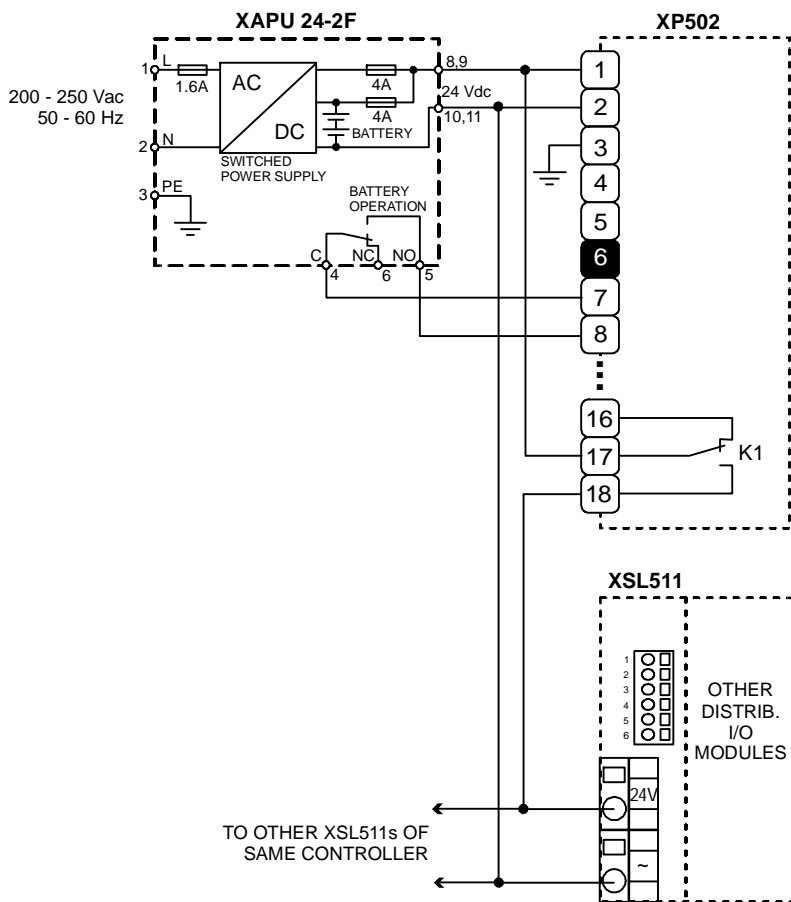 XAPU 24-2F
XP502
1 L
1.6A
AC
DC
4A
4A
8,9
24 Vdc
10,11
200 - 250 Vac
50 - 60 Hz
BATTERY
2 N
SWITCHED
POWER SUPPLY
3 PE
BATTERY
OPERATION
C NC NO
4 6 5
1
2
3
4
5
6
7
8
16
17
18
K1
XSL511
1
2
3
4
5
6
OTHER
DISTRIB.
I/O
MODULES
24V
~
TO OTHER XSL511s OF
SAME CONTROLLER